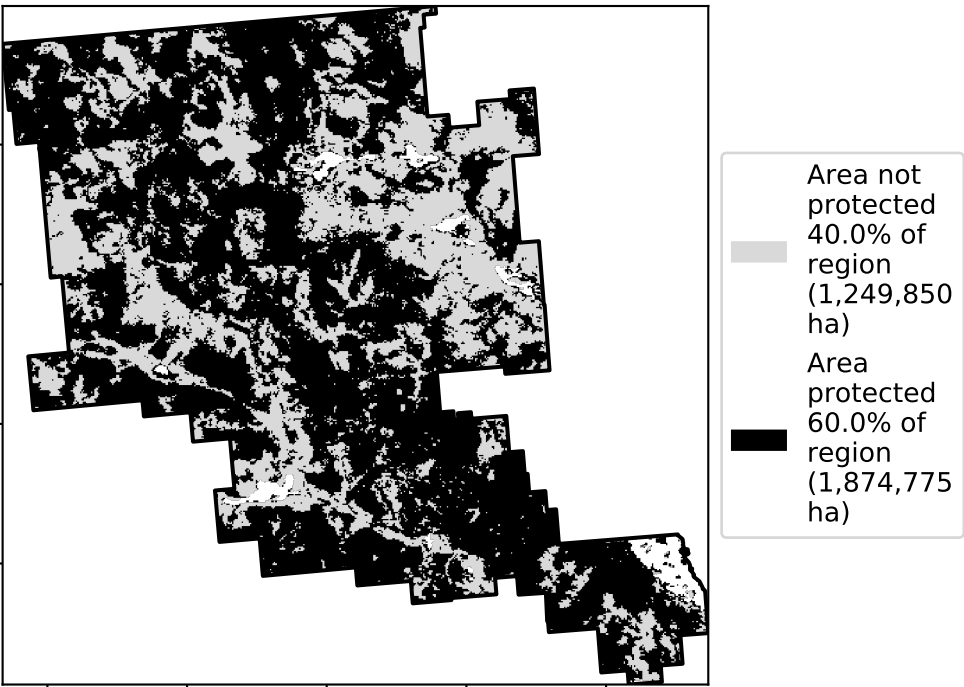 Area not
protected
40.0% of
region
(1,249,850
ha)
Area
protected
60.0% of
region
(1,874,775
ha)